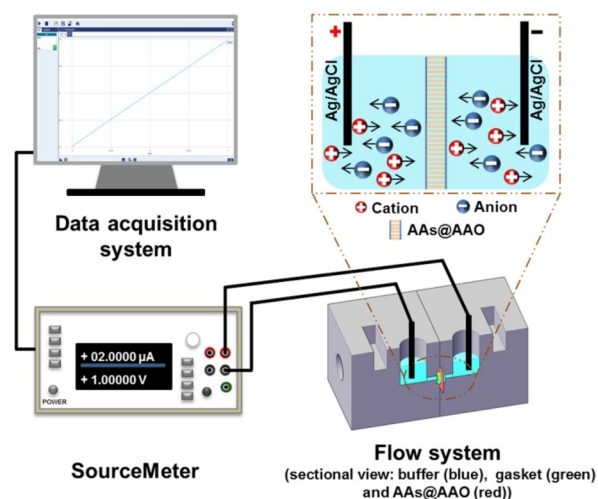 +
-
Ag/AgCl
Ag/AgCl
Cation
Anion
AAs@AAO
Data acquisition
system
+ 02.0000 µA
+ 1.00000 V
POWER
SourceMeter
Flow system
(sectional view: buffer (blue), gasket (green)
and AAs@AAO (red))